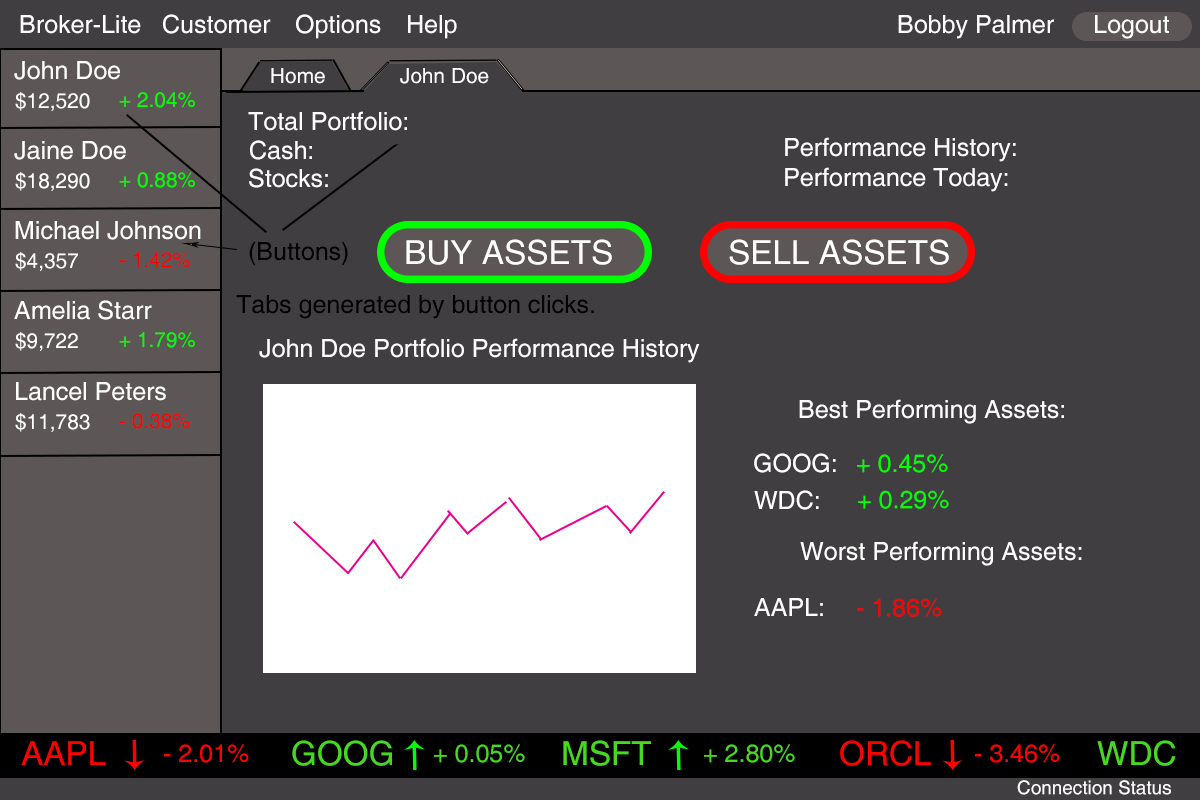 Broker-Lite Customer Options Help Bobby Palmer Logout
John Doe
$12,520 + 2.04%
Jaine Doe
$18,290 + 0.88%
Michael Johnson
$4,357 - 1.42%
Amelia Starr
$9,722 + 1.79%
Lancel Peters
$11,783 - 0.38%
Home John Doe
Total Portfolio:
Cash:
Stocks:
Performance History:
Performance Today:
(Buttons) BUY ASSETS SELL ASSETS
Tabs generated by button clicks.
John Doe Portfolio Performance History
Best Performing Assets:
GOOG: + 0.45%
WDC: + 0.29%
Worst Performing Assets:
AAPL: - 1.86%
AAPL ↓ - 2.01% GOOG ↑ + 0.05% MSFT ↑ + 2.80% ORCL ↓ - 3.46% WDC
Connection Status